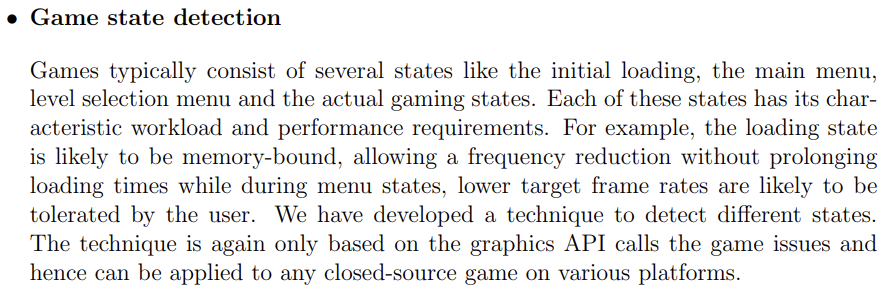 • Game state detection
Games typically consist of several states like the initial loading, the main menu,
level selection menu and the actual gaming states. Each of these states has its char-
acteristic workload and performance requirements. For example, the loading state
is likely to be memory-bound, allowing a frequency reduction without prolonging
loading times while during menu states, lower target frame rates are likely to be
tolerated by the user. We have developed a technique to detect different states.
The technique is again only based on the graphics API calls the game issues and
hence can be applied to any closed-source game on various platforms.